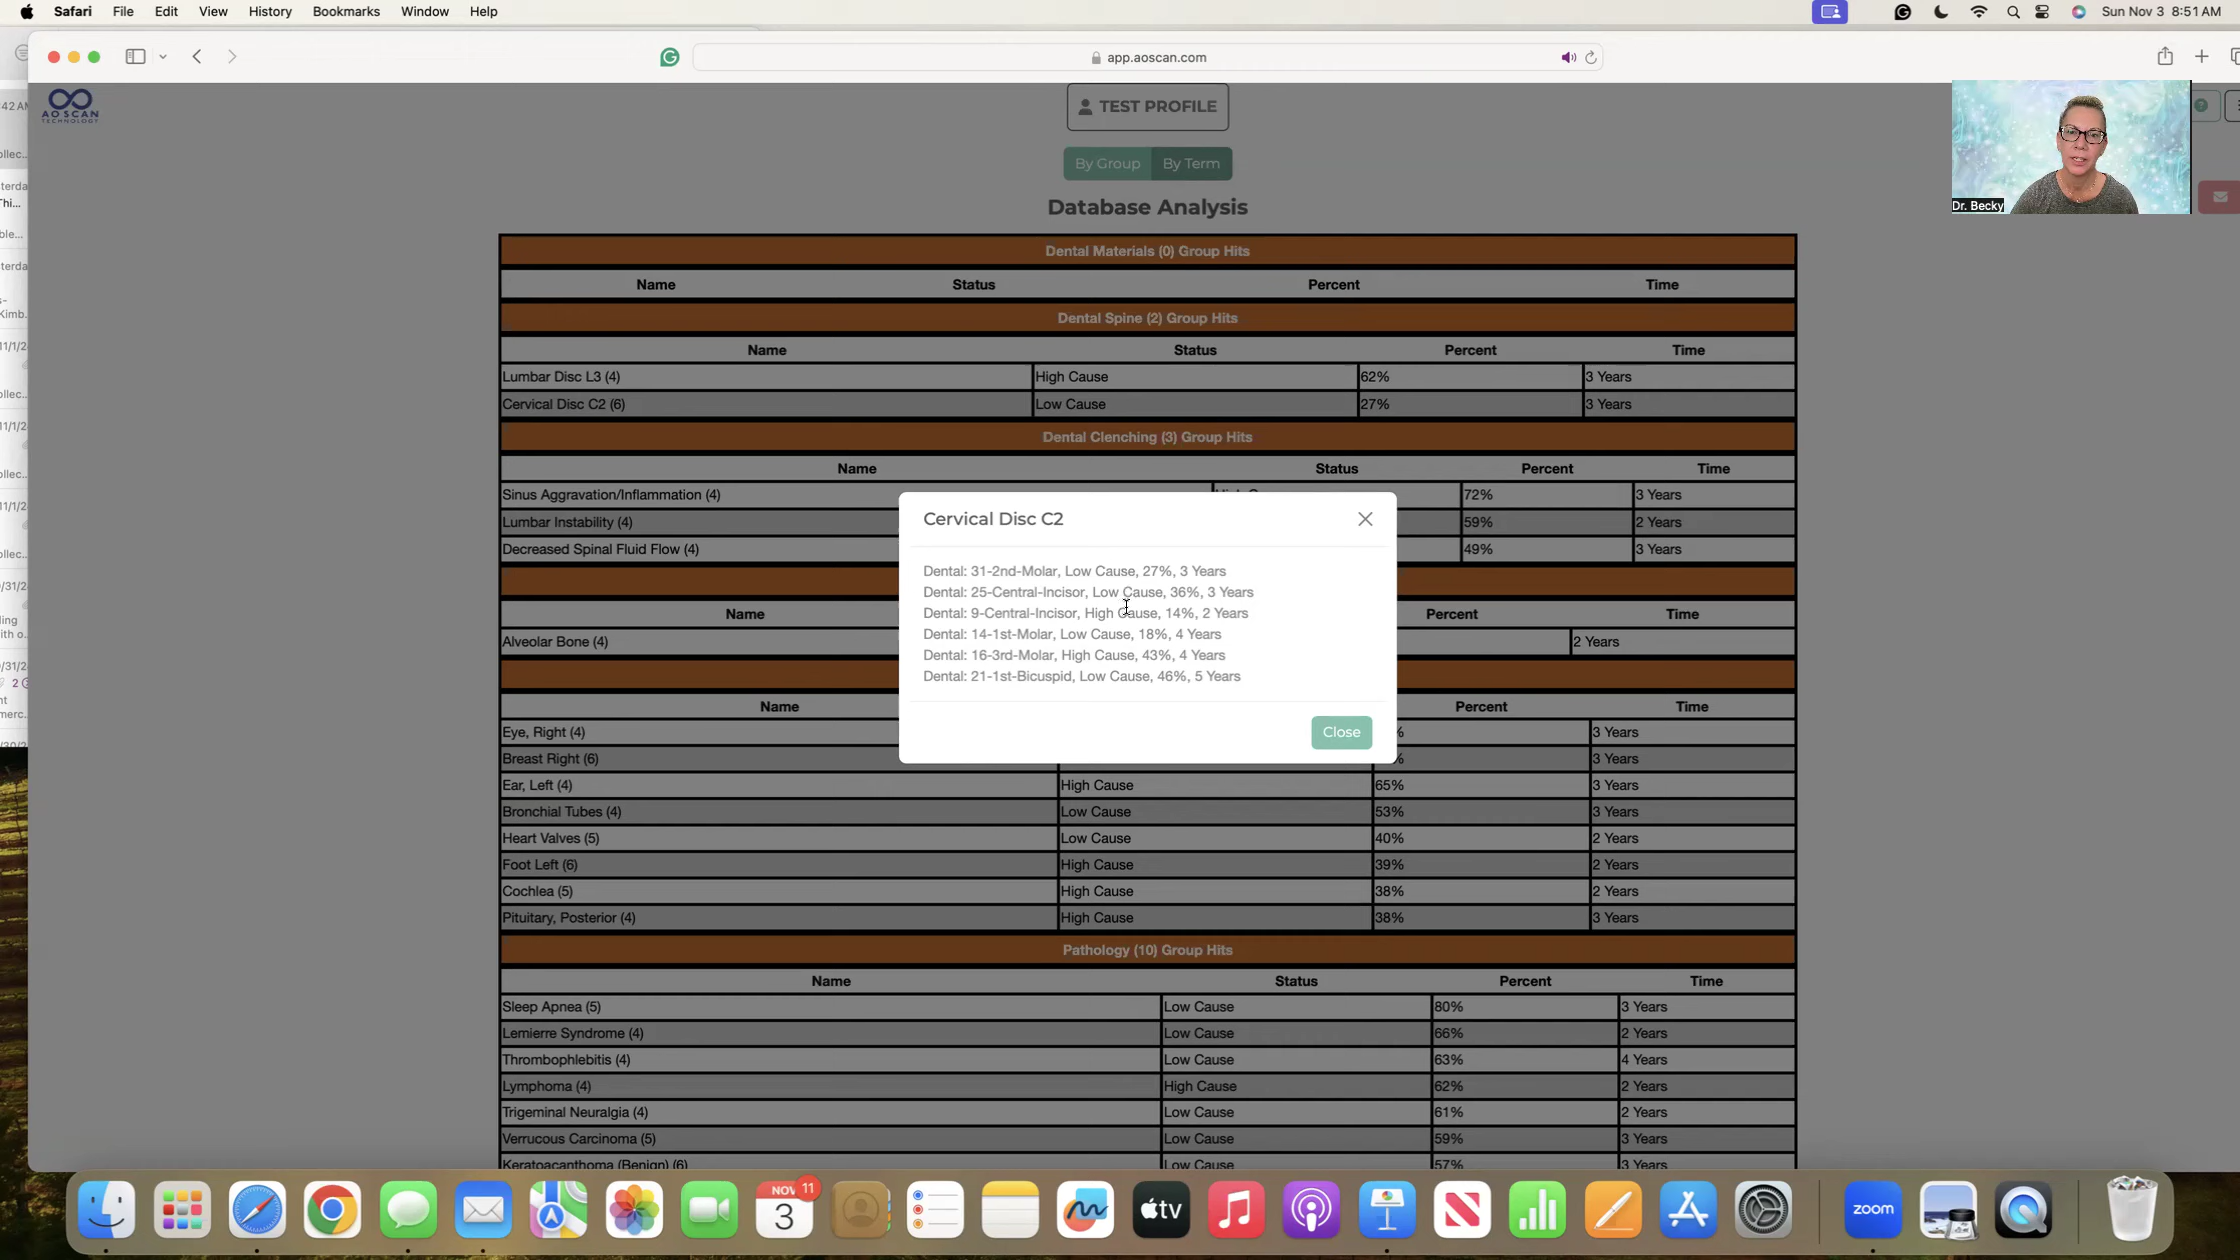 Safari File Edit View History Bookmarks Window Help Sun Nov 3 8:51 AM
app.aoscan.com
AO SCAN
TECHNOLOGY
TEST PROFILE
By Group By Term
Database Analysis
Dr. Becky
Dental Materials (0) Group Hits
Name Status Percent Time
Dental Spine (2) Group Hits
Name Status Percent Time
Lumbar Disc L3 (4) High Cause 62% 3 Years
Cervical Disc C2 (6) Low Cause 27% 3 Years
Dental Clenching (3) Group Hits
Name Status Percent Time
Sinus Aggravation/Inflammation (4) 72% 3 Years
Lumbar Instability (4) 59% 2 Years
Decreased Spinal Fluid Flow (4) 49% 3 Years
Cervical Disc C2
Dental: 31-2nd-Molar, Low Cause, 27%, 3 Years
Dental: 25-Central-Incisor, Low Cause, 36%, 3 Years
Dental: 9-Central-Incisor, High Cause, 14%, 2 Years
Dental: 14-1st-Molar, Low Cause, 18%, 4 Years
Dental: 16-3rd-Molar, High Cause, 43%, 4 Years
Dental: 21-1st-Bicuspid, Low Cause, 46%, 5 Years
Close
Name Percent Time
Alveolar Bone (4) 2 Years
Name Percent Time
Eye, Right (4) % 3 Years
Breast Right (6) % 3 Years
Ear, Left (4) High Cause 65% 3 Years
Bronchial Tubes (4) Low Cause 53% 3 Years
Heart Valves (5) Low Cause 40% 2 Years
Foot Left (6) High Cause 39% 2 Years
Cochlea (5) High Cause 38% 2 Years
Pituitary, Posterior (4) High Cause 38% 3 Years
Pathology (10) Group Hits
Name Status Percent Time
Sleep Apnea (5) Low Cause 80% 3 Years
Lemierre Syndrome (4) Low Cause 66% 2 Years
Thrombophlebitis (4) Low Cause 63% 4 Years
Lymphoma (4) High Cause 62% 2 Years
Trigeminal Neuralgia (4) Low Cause 61% 2 Years
Verrucous Carcinoma (5) Low Cause 59% 3 Years
Keratoacanthoma (Benign) (6) Low Cause 57% 3 Years
NOV 11
3
tv
zoom